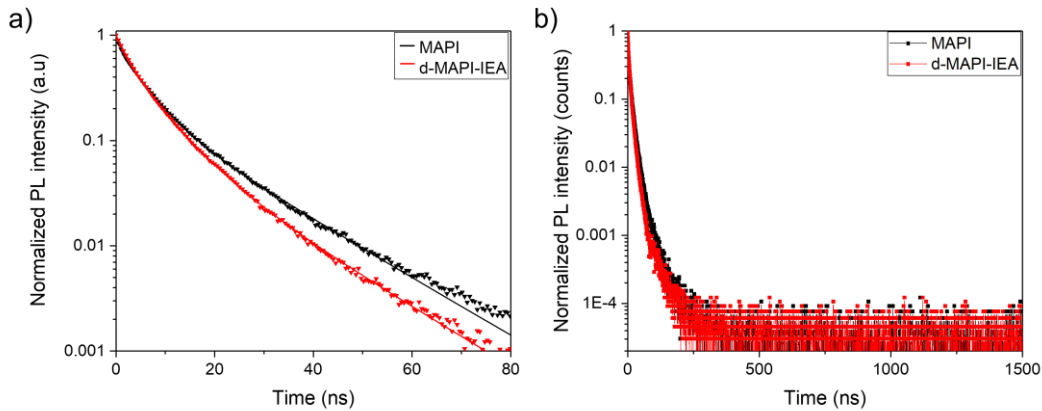 a)
1
0.1
0.01
0.001
Normalized PL intensity (a.u)
MAPI
d-MAPI-IEA
0
20
40
60
80
Time (ns)
b)
1
0.1
0.01
0.001
1E-4
Normalized PL intensity (counts)
MAPI
d-MAPI-IEA
0
500
1000
1500
Time (ns)